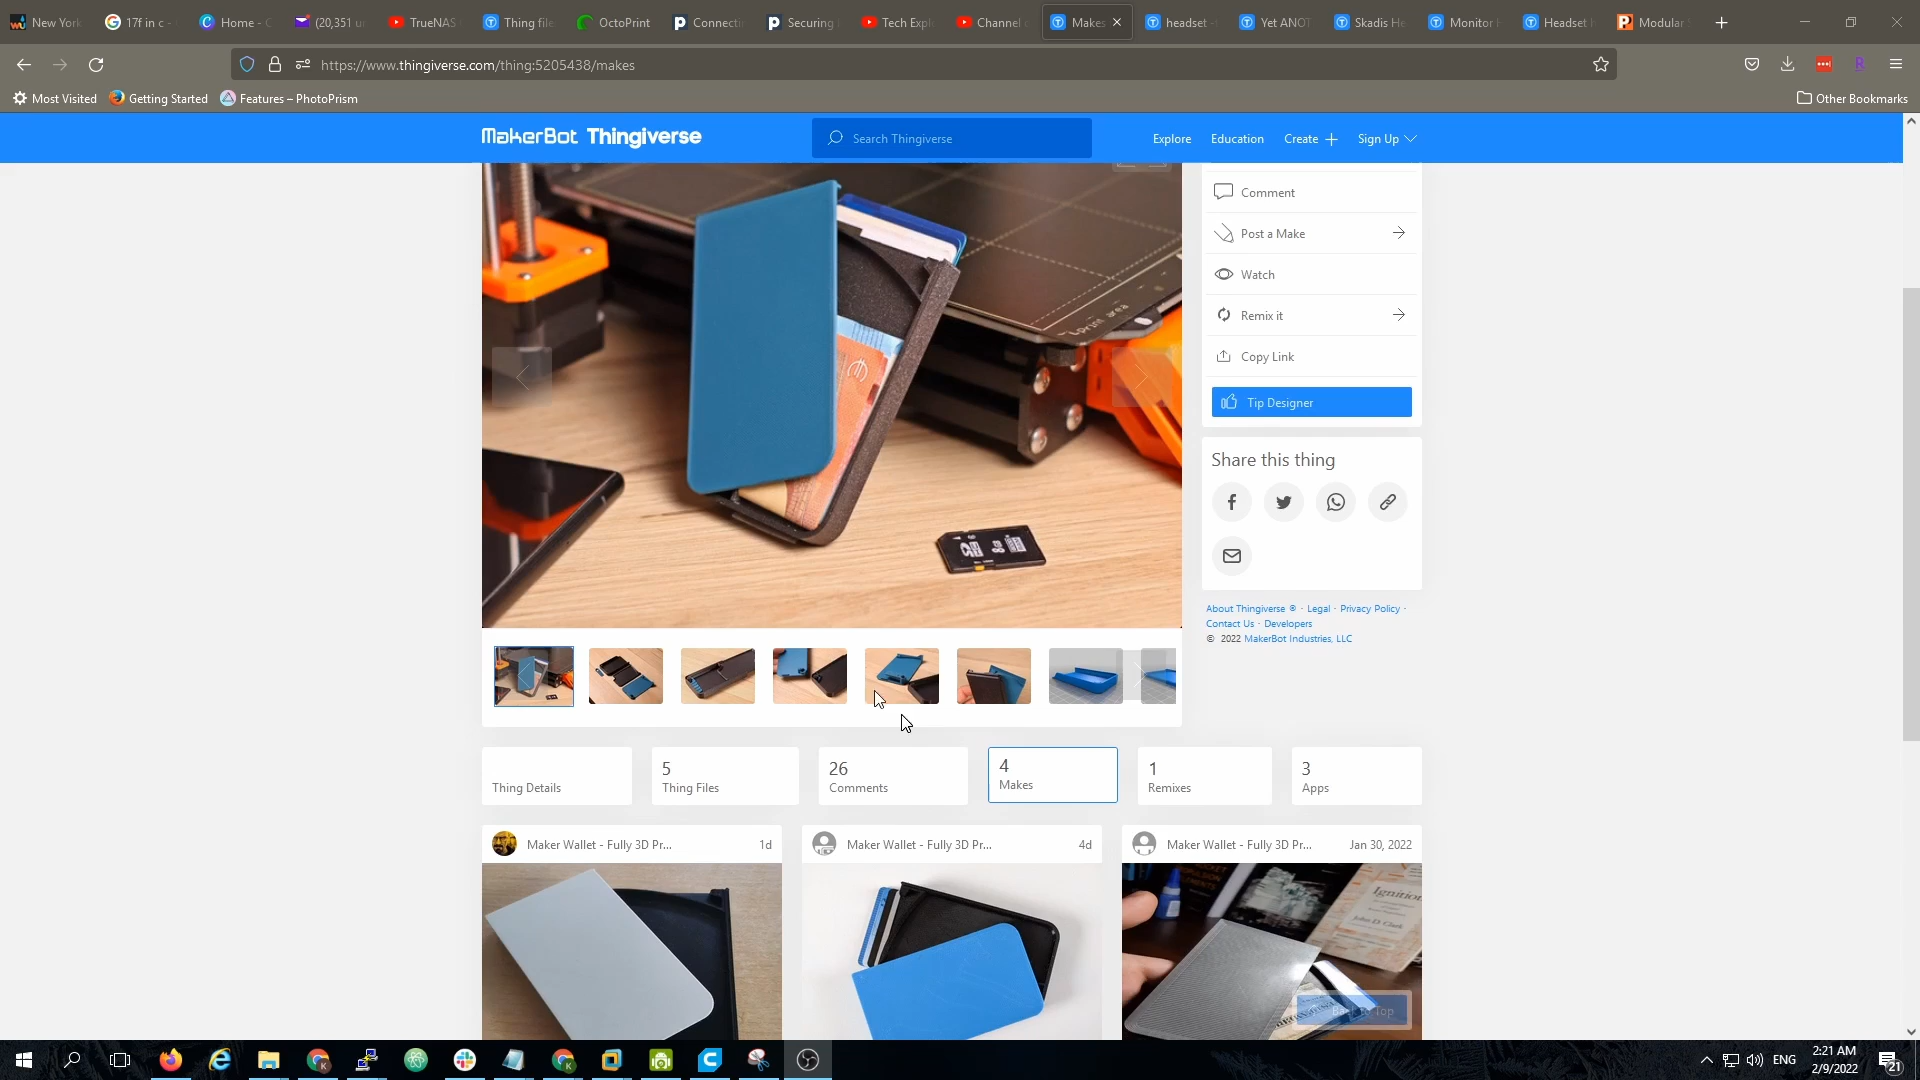 New York
17f in c -
Home - C
(20,351 u
TrueNAS
Thing file
OctoPrint
Connecti
Securing
Tech Expl
Channel c
Makes
headset -
Yet ANOT
Skadis He
Monitor H
Headset h
Modular
https://www.thingiverse.com/thing:5205438/makes
Most Visited
Getting Started
Features – PhotoPrism
Other Bookmarks
MakerBot Thingiverse
Search Thingiverse
Explore
Education
Create
Sign Up
Comment
Post a Make
Watch
Remix it
Copy Link
Tip Designer
Share this thing
About Thingiverse ® · Legal · Privacy Policy ·
Contact Us · Developers
© 2022 MakerBot Industries, LLC
Thing Details
5
Thing Files
26
Comments
4
Makes
1
Remixes
3
Apps
Maker Wallet - Fully 3D Pr...
1d
Maker Wallet - Fully 3D Pr...
4d
Maker Wallet - Fully 3D Pr...
Jan 30, 2022
Ignition
John D. Clark
Back to Top
ENG
2:21 AM
2/9/2022
21